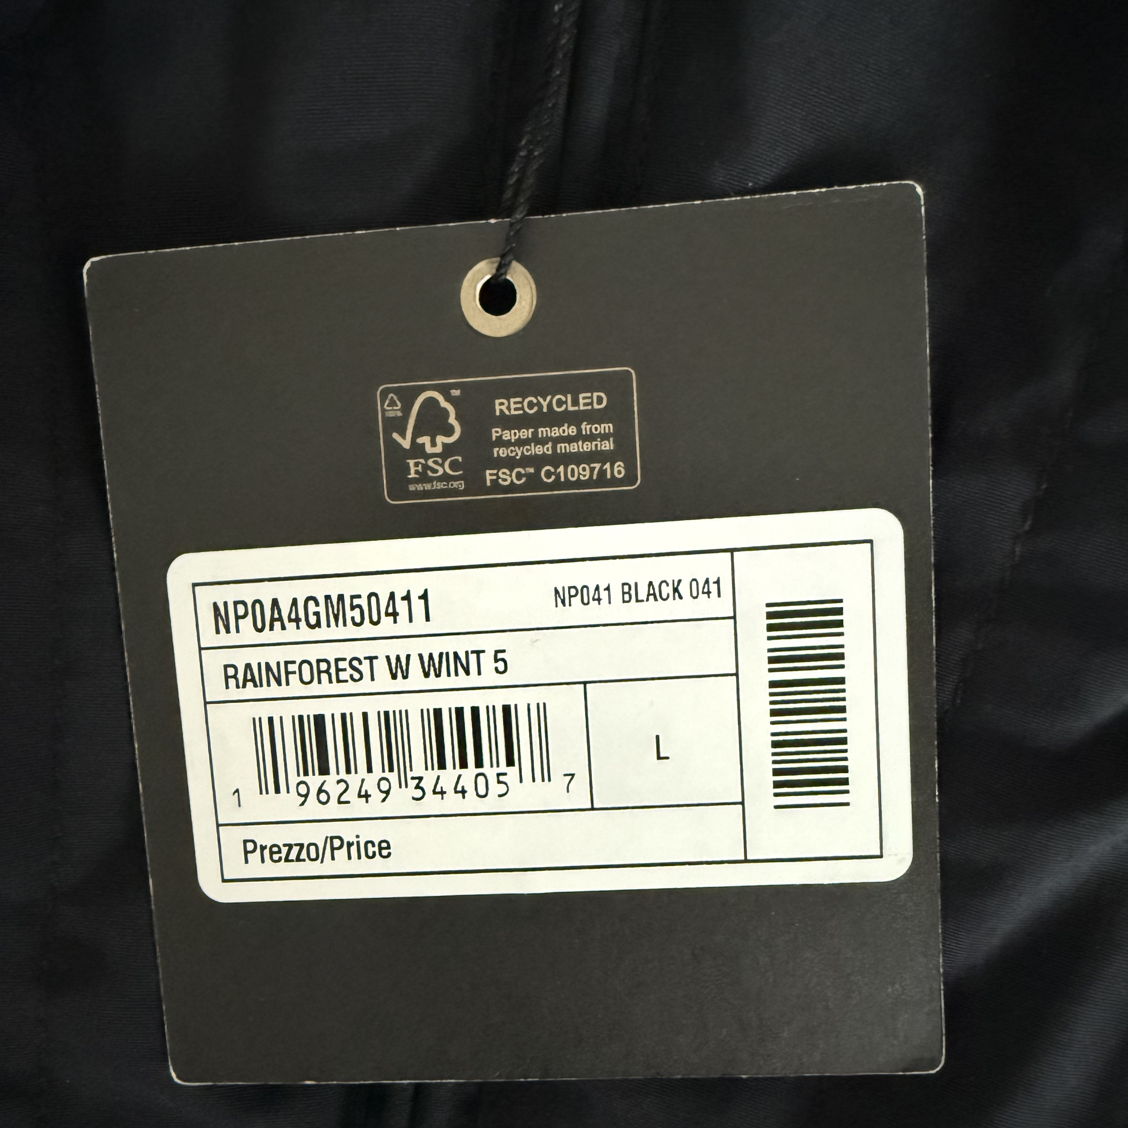 RECYCLED
Paper made from
recycled material
FSC™ C109716
™
FSC
www.fsc.org
NP0A4GM50411 NP041 BLACK 041
RAINFOREST W WINT 5
1 96249 34405 7
L
Prezzo/Price